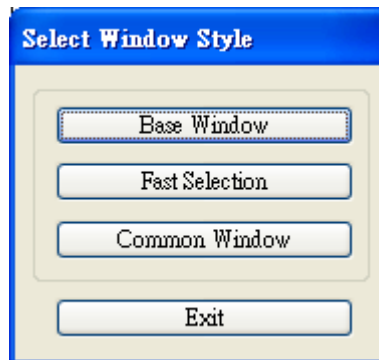 Select Window Style
Base Window
Fast Selection
Common Window
Exit